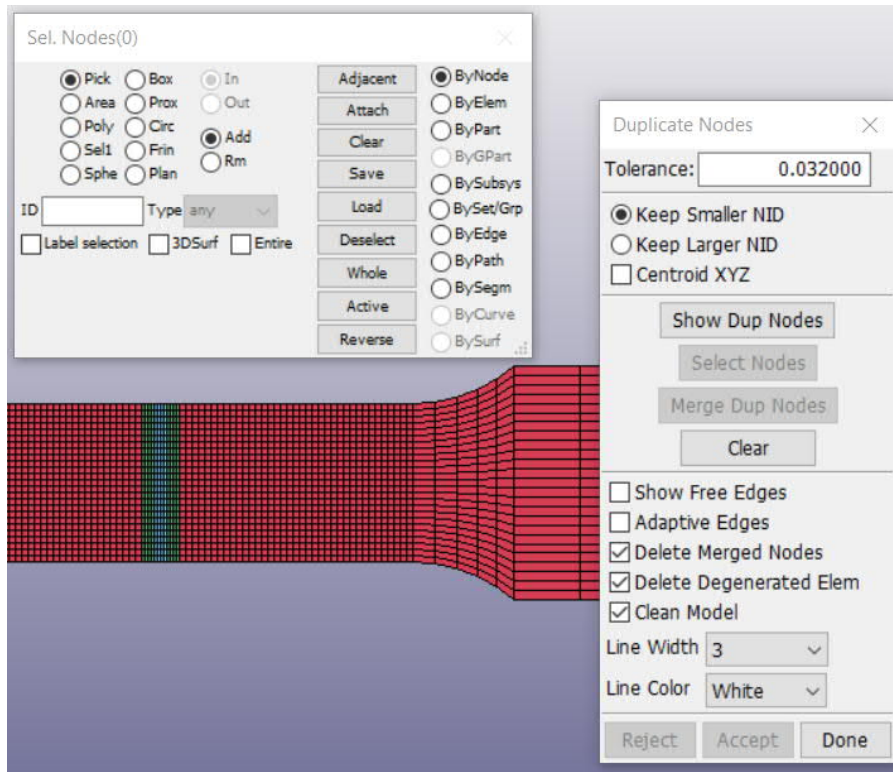 Sel. Nodes(0)
Pick Box In Adjacent ByNode
Area Prox Out Attach ByElem
Poly Circ Add Clear ByPart
Sel1 Frin Rm Save ByGPart
Sphe Plan Load BySubsys
ID Type any Deselect BySet/Grp
Label selection 3DSurf Entire Whole ByEdge
Active ByPath
Reverse BySegm
ByCurve
BySurf
Duplicate Nodes
Tolerance: 0.032000
Keep Smaller NID
Keep Larger NID
Centroid XYZ
Show Dup Nodes
Select Nodes
Merge Dup Nodes
Clear
Show Free Edges
Adaptive Edges
Delete Merged Nodes
Delete Degenerated Elem
Clean Model
Line Width 3
Line Color White
Reject Accept Done